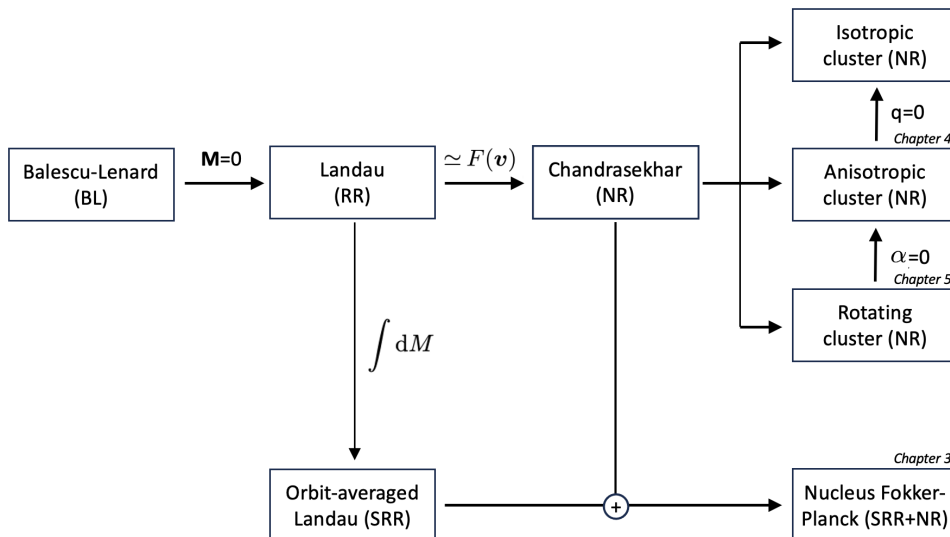 Isotropic
cluster (NR)
q=0
Chapter 4
Balescu-Lenard
(BL)
M=0
Landau
(RR)
≃ F(v)
Chandrasekhar
(NR)
Anisotropic
cluster (NR)
α=0
Chapter 5
Rotating
cluster (NR)
∫ dM
Chapter 3
Orbit-averaged
Landau (SRR)
+
Nucleus Fokker-
Planck (SRR+NR)